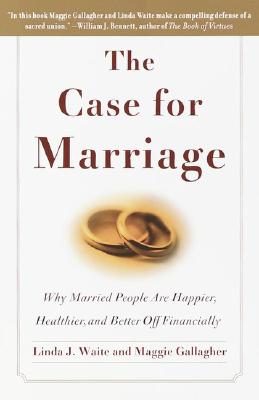 "In this book Maggie Gallagher and Linda Waite make a compelling defense of a
sacred union."—William J. Bennett, author of The Book of Virtues
The
Case for
Marriage
Why Married People Are Happier,
Healthier, and Better Off Financially
Linda J. Waite and Maggie Gallagher